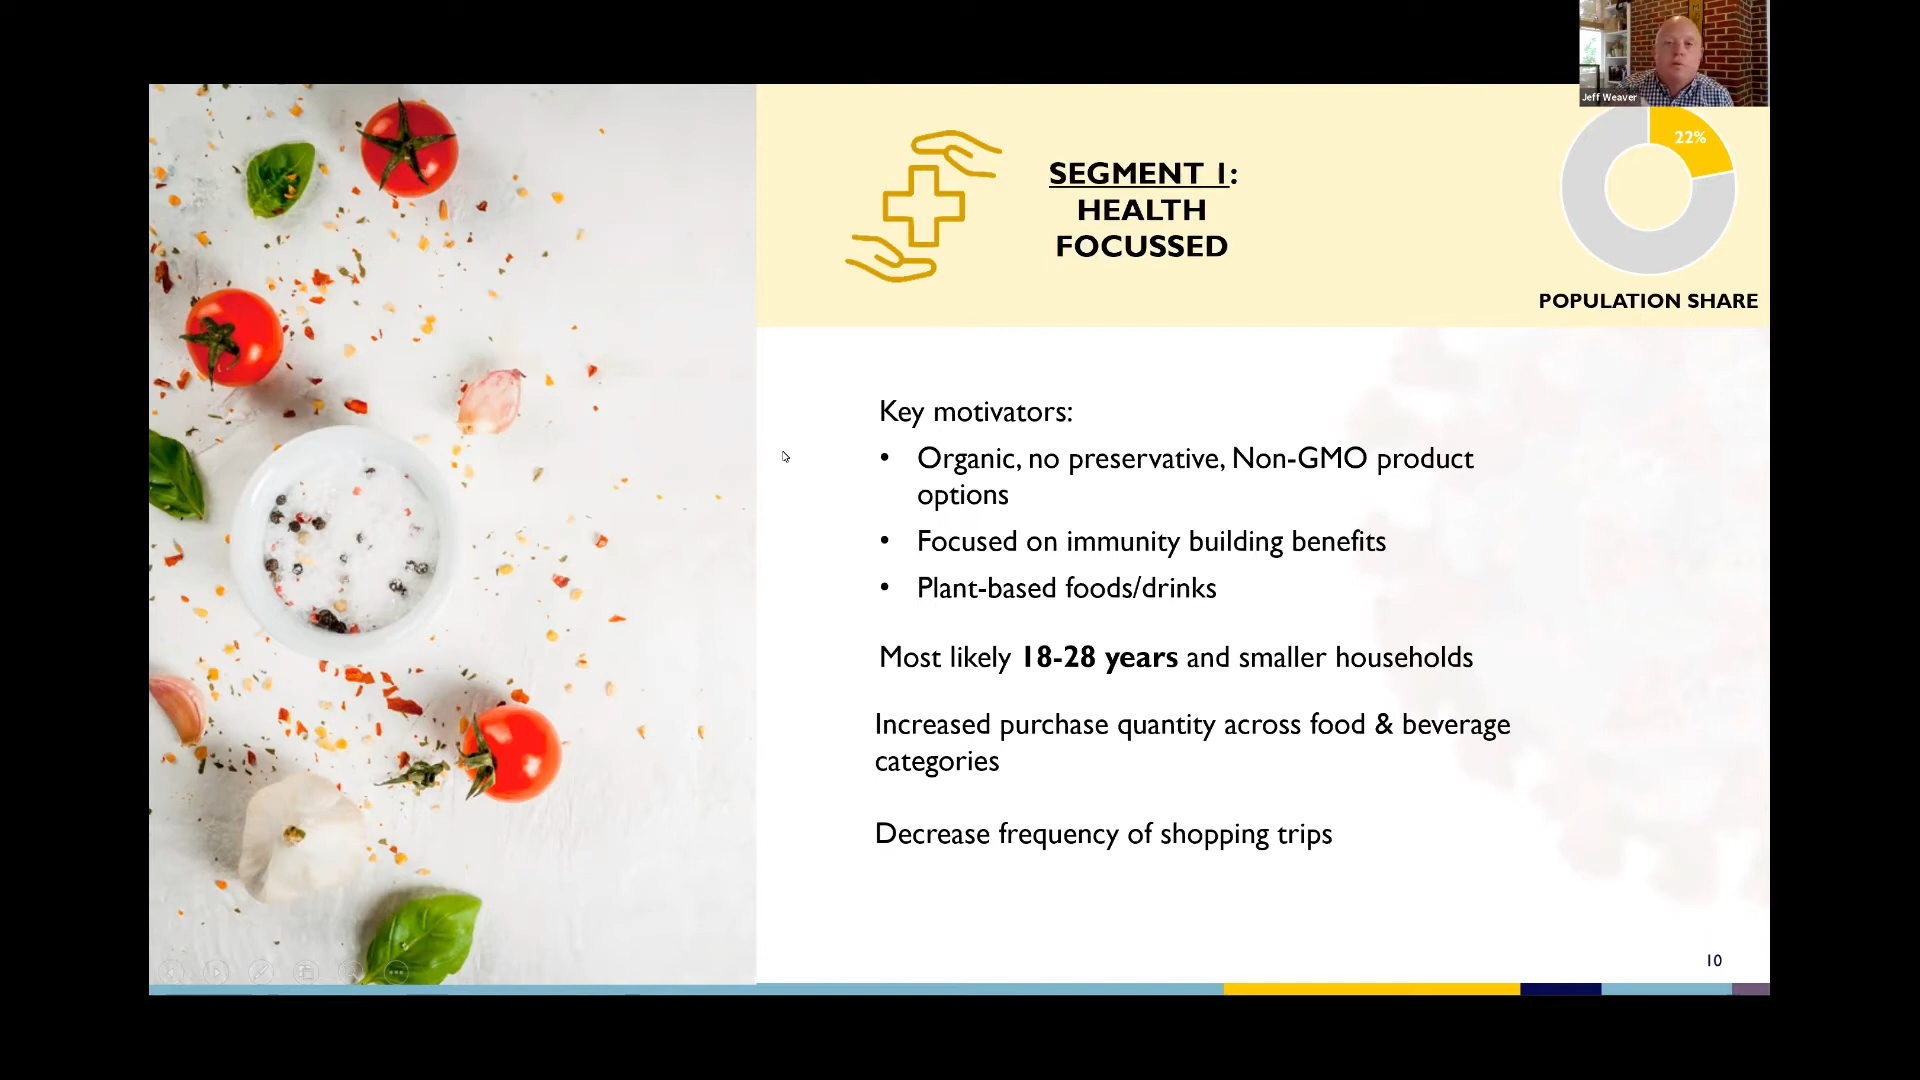 Jeff Weaver
22%
SEGMENT 1:
HEALTH
FOCUSSED
POPULATION SHARE
Key motivators:
• Organic, no preservative, Non-GMO product
options
• Focused on immunity building benefits
• Plant-based foods/drinks
Most likely 18-28 years and smaller households
Increased purchase quantity across food & beverage
categories
Decrease frequency of shopping trips
10